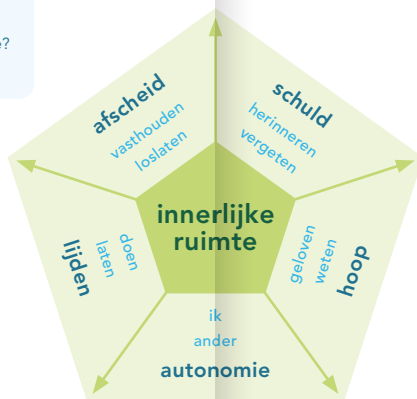 e?
afscheid
vasthouden
loslaten
schuld
herinneren
vergeten
innerlijke
ruimte
lijden
laten
doen
geloven
weten
hoop
ik
ander
autonomie